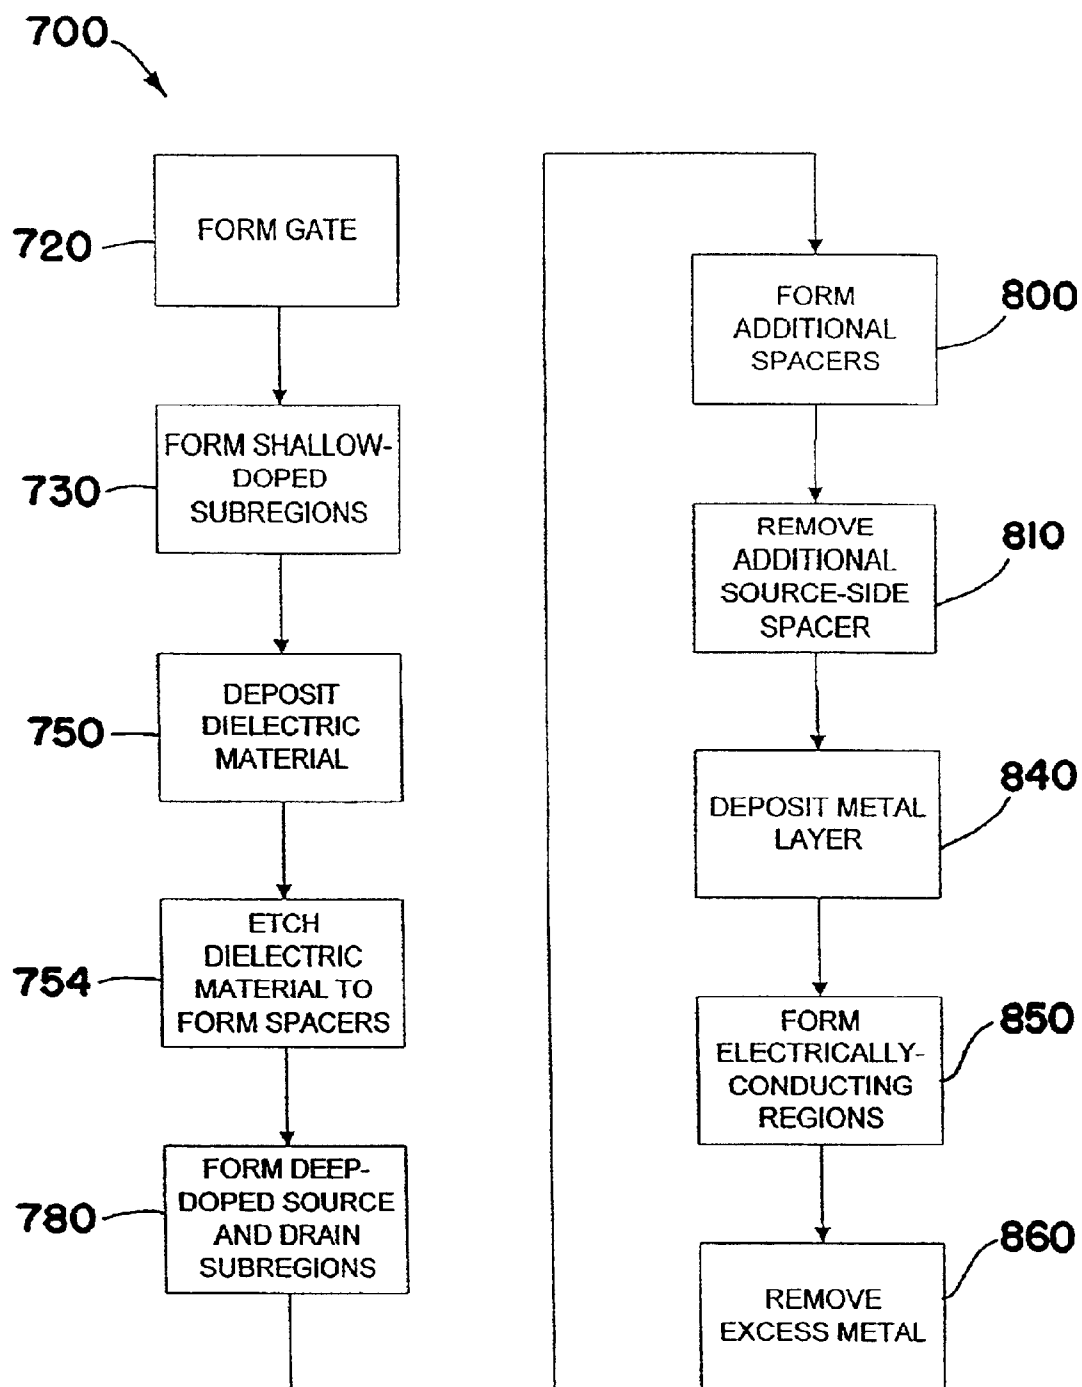 700
720
FORM GATE
730
FORM SHALLOW-
DOPED
SUBREGIONS
750
DEPOSIT
DIELECTRIC
MATERIAL
754
ETCH
DIELECTRIC
MATERIAL TO
FORM SPACERS
780
FORM DEEP-
DOPED SOURCE
AND DRAIN
SUBREGIONS
800
FORM
ADDITIONAL
SPACERS
810
REMOVE
ADDITIONAL
SOURCE-SIDE
SPACER
840
DEPOSIT METAL
LAYER
850
FORM
ELECTRICALLY-
CONDUCTING
REGIONS
860
REMOVE
EXCESS METAL